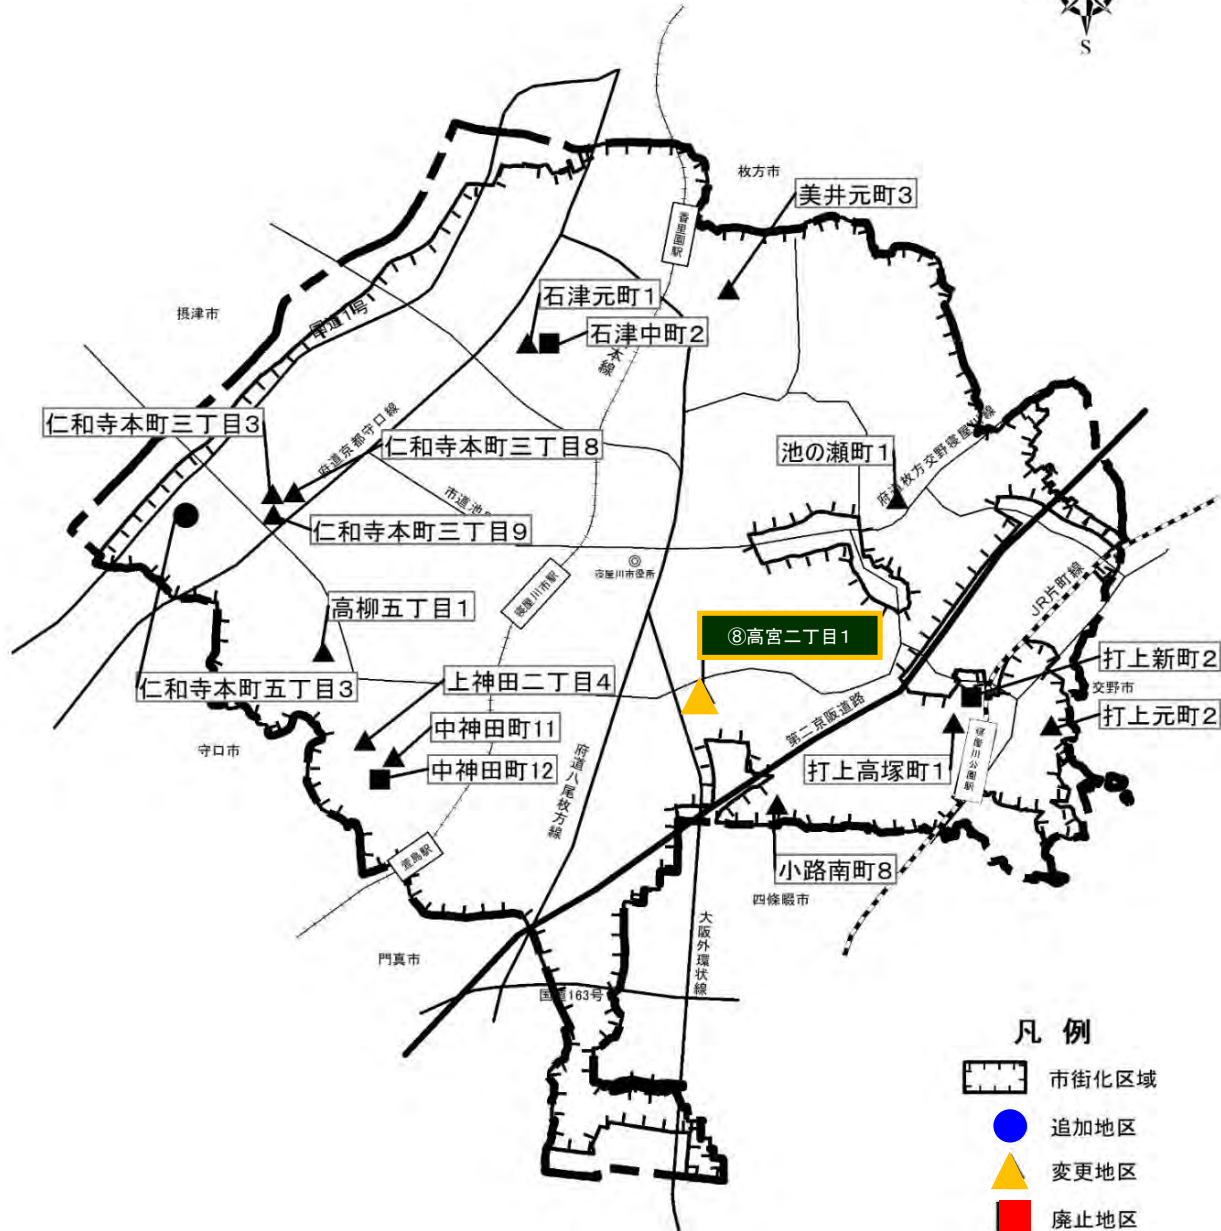 S
枚方市
美井元町3
香里園駅
石津元町1
摂津市
国道1号
石津中町2
本線
仁和寺本町三丁目3
府道京都守口線
仁和寺本町三丁目8
池の瀬町1
府道枚方交野寝屋川線
市道池
仁和寺本町三丁目9
寝屋川市役所
寝屋川市駅
JR片町線
高柳五丁目1
⑧高宮二丁目1
打上新町2
仁和寺本町五丁目3
上神田二丁目4
交野市
第二京阪道路
打上元町2
中神田町11
守口市
寝屋川公園駅
打上高塚町1
中神田町12
府道八尾枚方線
萱島駅
小路南町8
四條畷市
大阪外環状線
門真市
国道163号
凡 例
市街化区域
追加地区
変更地区
廃止地区